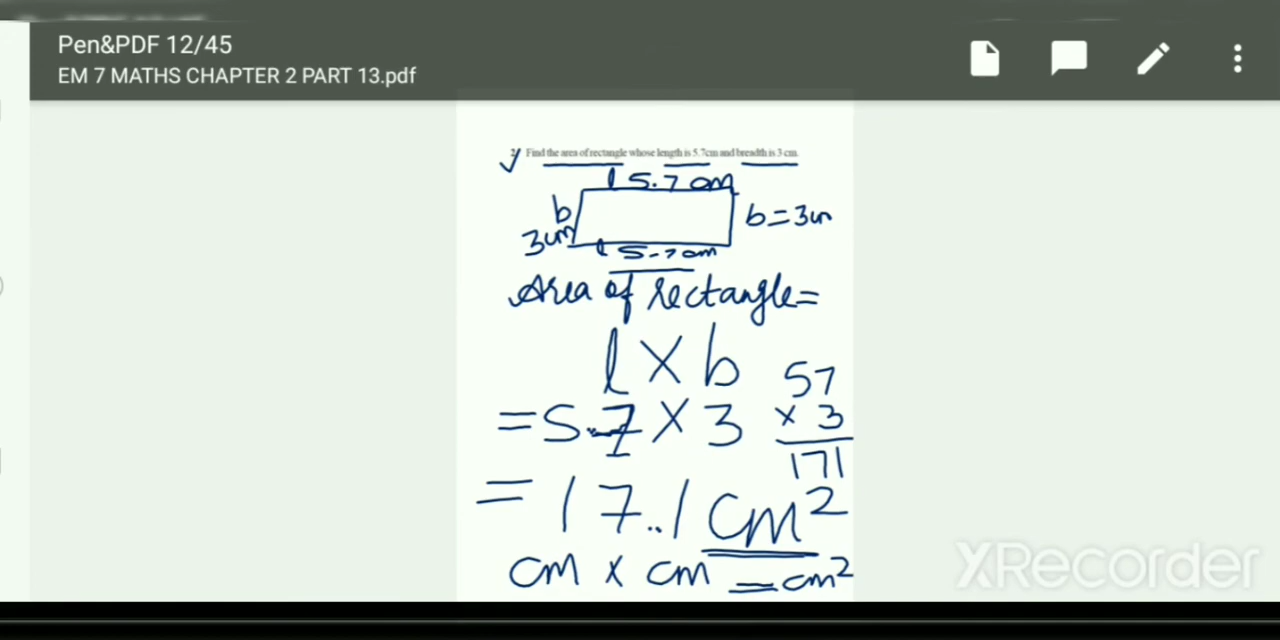 Pen&PDF 12/45
EM 7 MATHS CHAPTER 2 PART 13.pdf
Find the area of rectangle whose length is 5.7cm and breadth is 3 cm.
l 5.7 cm
b
b = 3cm
3cm
l 5.7 cm
Area of rectangle =
l × b
57
= 5.7 × 3
× 3
171
= 17.1 cm²
cm × cm = cm²
XRecorder